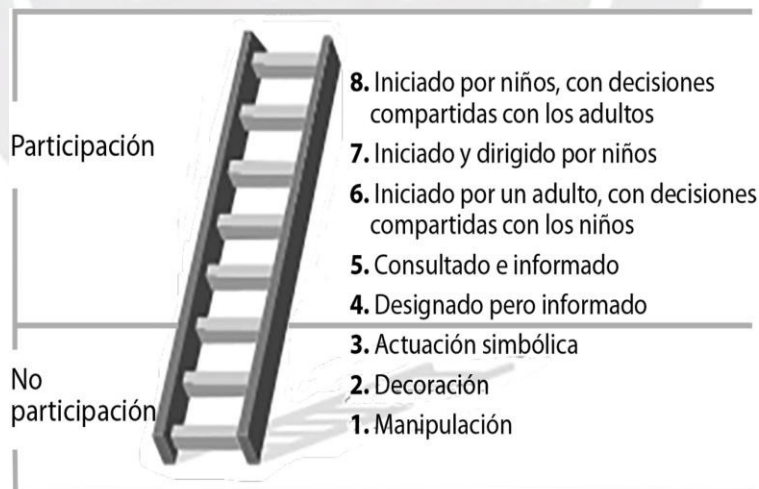 Participación
8. Iniciado por niños, con decisiones
compartidas con los adultos
7. Iniciado y dirigido por niños
6. Iniciado por un adulto, con decisiones
compartidas con los niños
5. Consultado e informado
4. Designado pero informado
No
participación
3. Actuación simbólica
2. Decoración
1. Manipulación